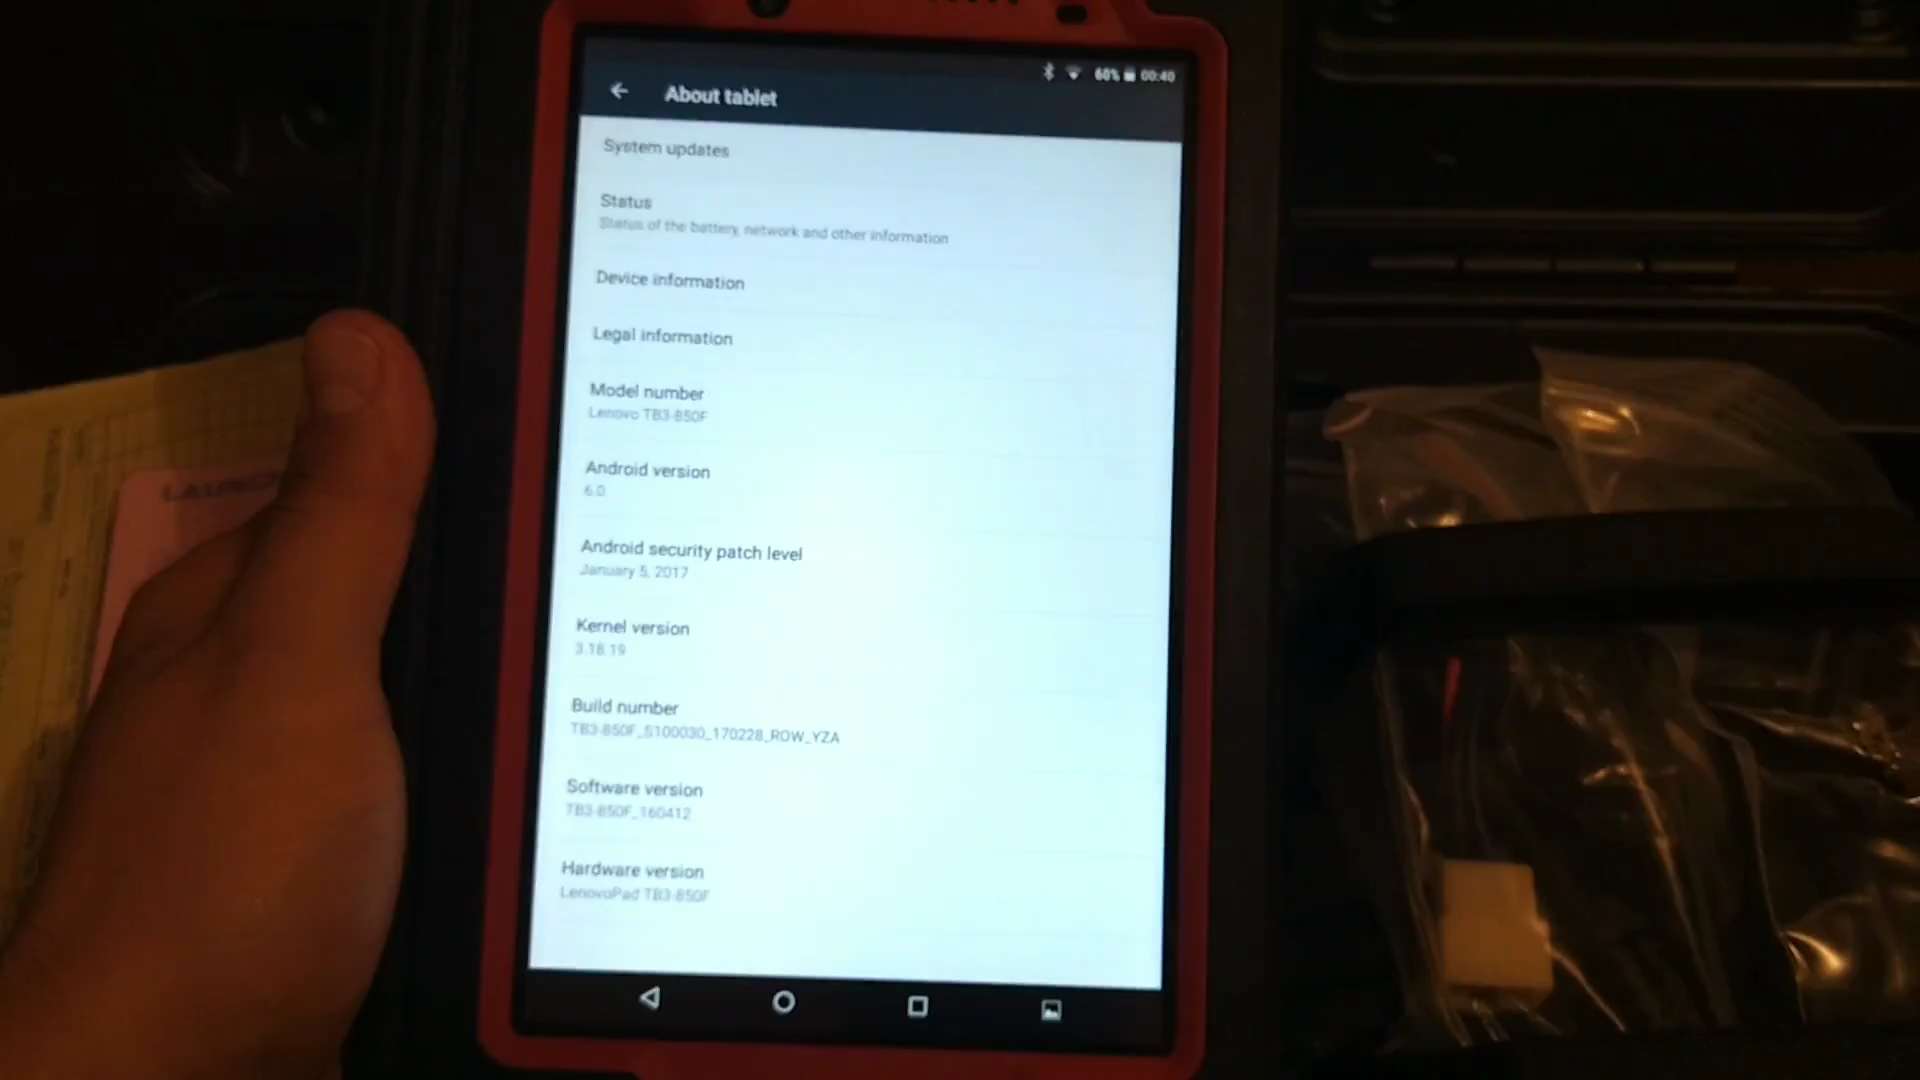 60% 00:40
About tablet
System updates
Status
Status of the battery, network and other information
Device information
Legal information
Model number
Lenovo TB3-850F
Android version
6.0
Android security patch level
January 5, 2017
Kernel version
3.18.19
Build number
TB3-850F_S100030_170228_ROW_YZA
Software version
TB3-850F_160412
Hardware version
LenovoPad TB3-850F